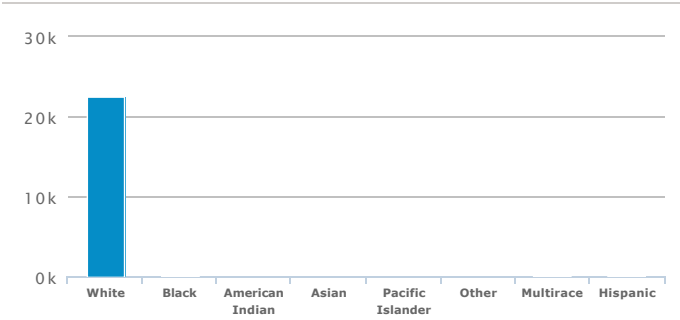 30k
20k
10k
0k
White Black American Indian Asian Pacific Islander Other Multirace Hispanic